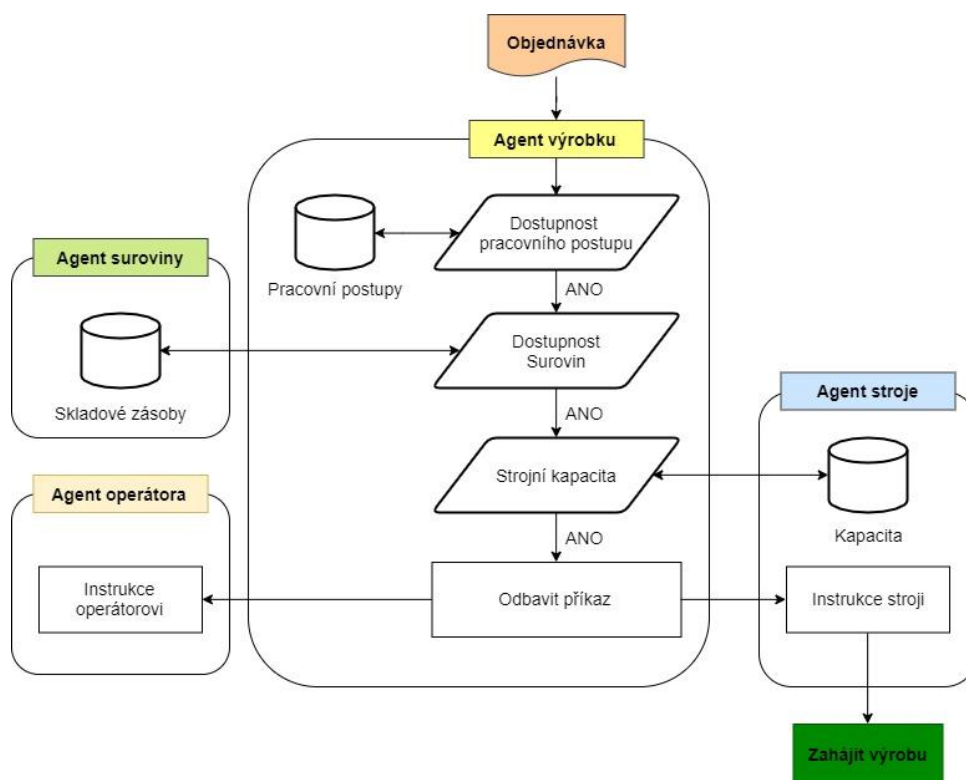 Objednávka
Agent výrobku
Dostupnost
pracovního postupu
Pracovní postupy
ANO
Agent suroviny
Skladové zásoby
Dostupnost
Surovin
ANO
Agent stroje
Strojní kapacita
Kapacita
ANO
Agent operátora
Instrukce
operátorovi
Odbavit příkaz
Instrukce stroji
Zahájit výrobu